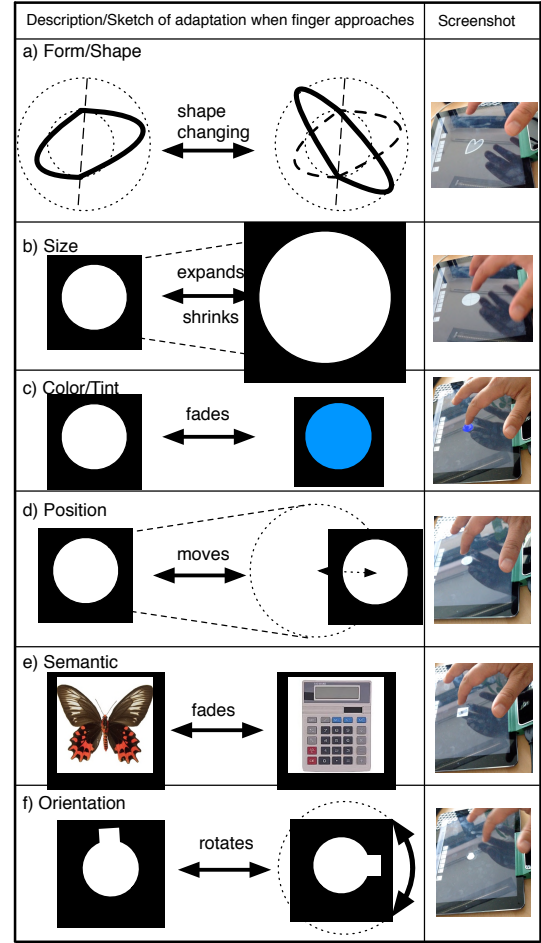 Description/Sketch of adaptation when finger approaches
Screenshot
a) Form/Shape
shape
changing
b) Size
expands
shrinks
c) Color/Tint
fades
d) Position
moves
e) Semantic
fades
f) Orientation
rotates